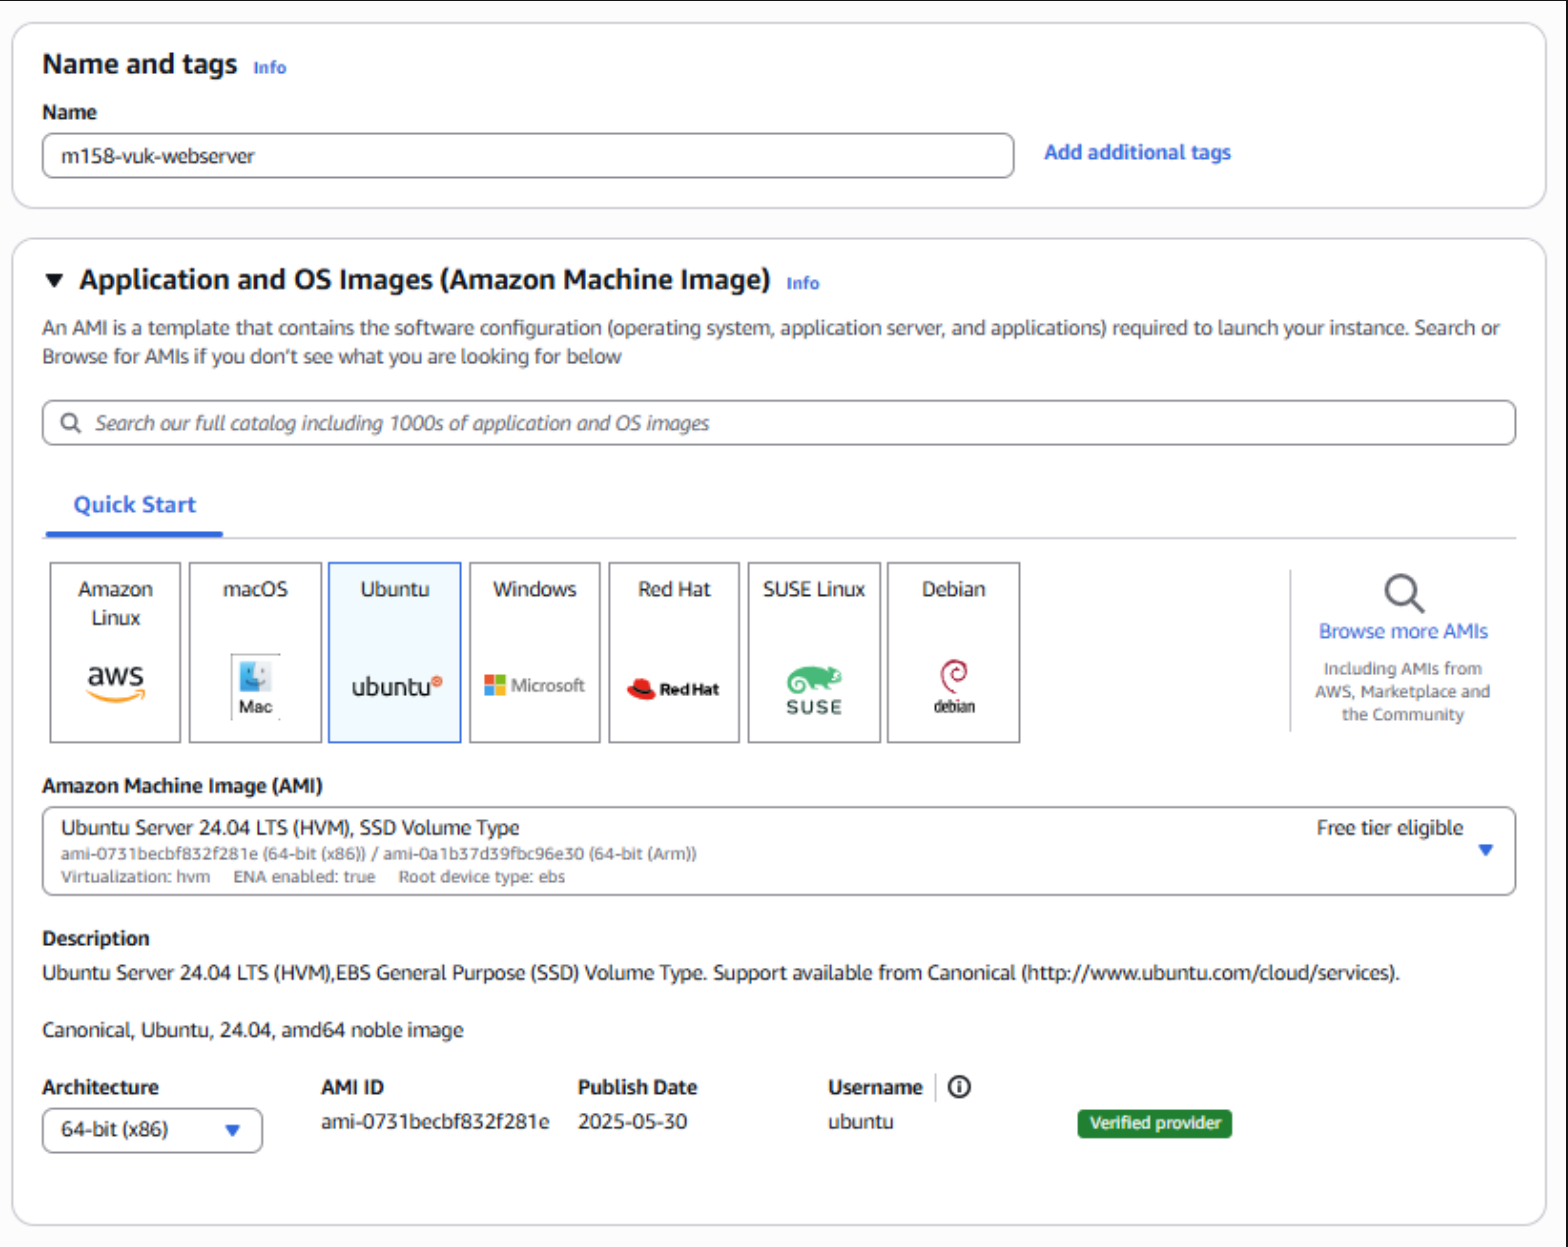 Name and tags Info
Name
m158-vuk-webserver
Add additional tags
Application and OS Images (Amazon Machine Image) Info
An AMI is a template that contains the software configuration (operating system, application server, and applications) required to launch your instance. Search or
Browse for AMIs if you don't see what you are looking for below
Search our full catalog including 1000s of application and OS images
Quick Start
Amazon
Linux
aws
macOS
Mac
Ubuntu
ubuntu
Windows
Microsoft
Red Hat
Red Hat
SUSE Linux
SUSE
Debian
debian
Browse more AMIs
Including AMIs from
AWS, Marketplace and
the Community
Amazon Machine Image (AMI)
Ubuntu Server 24.04 LTS (HVM), SSD Volume Type
Free tier eligible
ami-0731becbf832f281e (64-bit (x86)) / ami-0a1b37d39fbc96e30 (64-bit (Arm))
Virtualization: hvm ENA enabled: true Root device type: ebs
Description
Ubuntu Server 24.04 LTS (HVM),EBS General Purpose (SSD) Volume Type. Support available from Canonical (http://www.ubuntu.com/cloud/services).
Canonical, Ubuntu, 24.04, amd64 noble image
Architecture
64-bit (x86)
AMI ID
ami-0731becbf832f281e
Publish Date
2025-05-30
Username
ubuntu
Verified provider